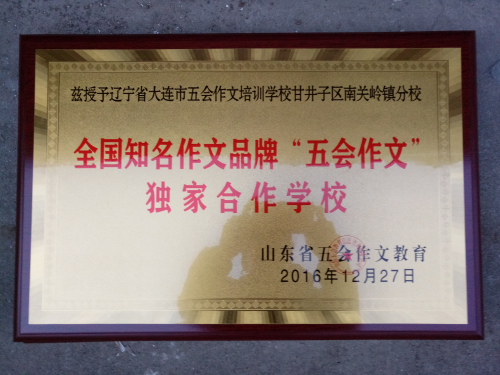 兹授予辽宁省大连市五会作文培训学校甘井子区南关岭镇分校
全国知名作文品牌“五会作文”
独家合作学校
山东省五会作文教育
2016年12月27日